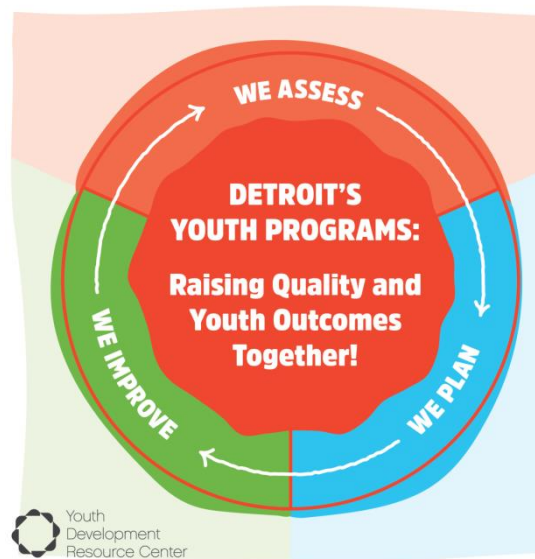 WE ASSESS
DETROIT'S
YOUTH PROGRAMS:
Raising Quality and
Youth Outcomes
Together!
WE PLAN
WE IMPROVE
Youth
Development
Resource Center